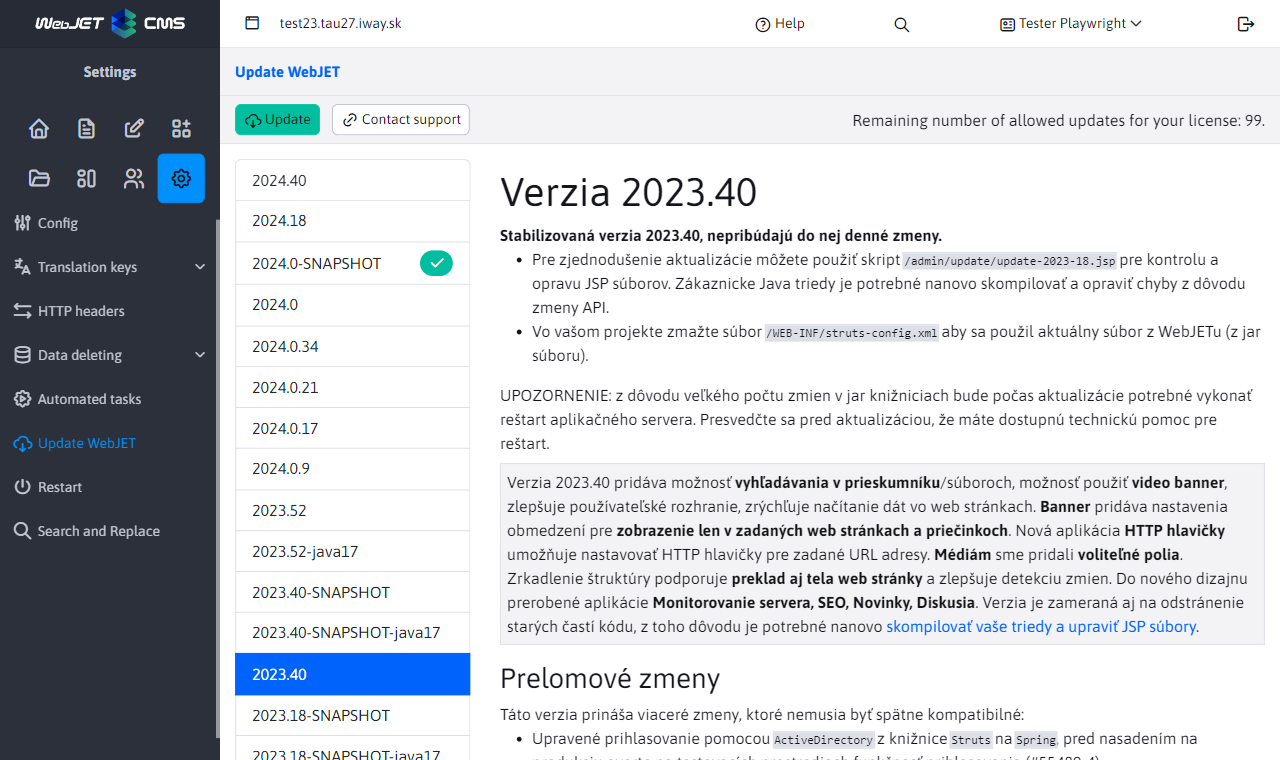 WebJET CMS
test23.tau27.iway.sk
Help
Tester Playwright
Settings
Update WebJET
Update
Contact support
Remaining number of allowed updates for your license: 99.
Config
Translation keys
HTTP headers
Data deleting
Automated tasks
Update WebJET
Restart
Search and Replace
2024.40
2024.18
2024.0-SNAPSHOT
2024.0
2024.0.34
2024.0.21
2024.0.17
2024.0.9
2023.52
2023.52-java17
2023.40-SNAPSHOT
2023.40-SNAPSHOT-java17
2023.40
2023.18-SNAPSHOT
2023.18-SNAPSHOT-java17
Verzia 2023.40
Stabilizovaná verzia 2023.40, nepribúdajú do nej denné zmeny.
Pre zjednodušenie aktualizácie môžete použiť skript /admin/update/update-2023-18.jsp pre kontrolu a
opravu JSP súborov. Zákaznicke Java triedy je potrebné nanovo skompilovať a opraviť chyby z dôvodu
zmeny API.
Vo vašom projekte zmažte súbor /WEB-INF/struts-config.xml aby sa použil aktuálny súbor z WebJETu (z jar
súboru).
UPOZORNENIE: z dôvodu veľkého počtu zmien v jar knižniciach bude počas aktualizácie potrebné vykonať
reštart aplikačného servera. Presvedčte sa pred aktualizáciou, že máte dostupnú technickú pomoc pre
reštart.
Verzia 2023.40 pridáva možnosť vyhľadávania v prieskumníku/súboroch, možnosť použiť video banner,
zlepšuje používateľské rozhranie, zrýchľuje načítanie dát vo web stránkach. Banner pridáva nastavenia
obmedzení pre zobrazenie len v zadaných web stránkach a priečinkoch. Nová aplikácia HTTP hlavičky
umožňuje nastavovať HTTP hlavičky pre zadané URL adresy. Médiám sme pridali voliteľné polia.
Zrkadlenie štruktúry podporuje preklad aj tela web stránky a zlepšuje detekciu zmien. Do nového dizajnu
prerobené aplikácie Monitorovanie servera, SEO, Novinky, Diskusia. Verzia je zameraná aj na odstránenie
starých častí kódu, z toho dôvodu je potrebné nanovo skompilovať vaše triedy a upraviť JSP súbory.
Prelomové zmeny
Táto verzia prináša viaceré zmeny, ktoré nemusia byť spätne kompatibilné:
Upravené prihlasovanie pomocou ActiveDirectory z knižnice Struts na Spring, pred nasadením na